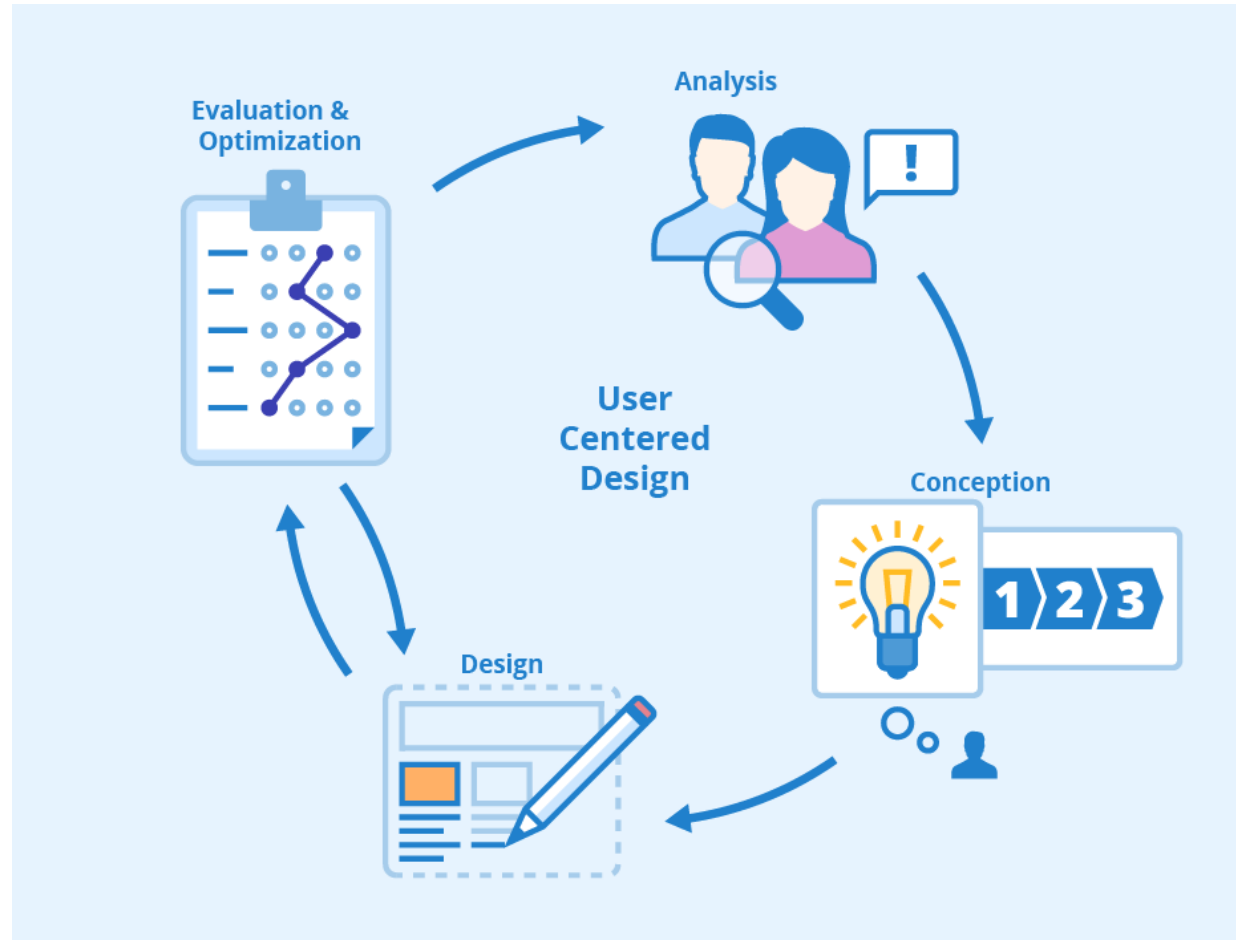 Analysis
Evaluation &
Optimization
!
User
Centered
Design
Conception
1 2 3
Design